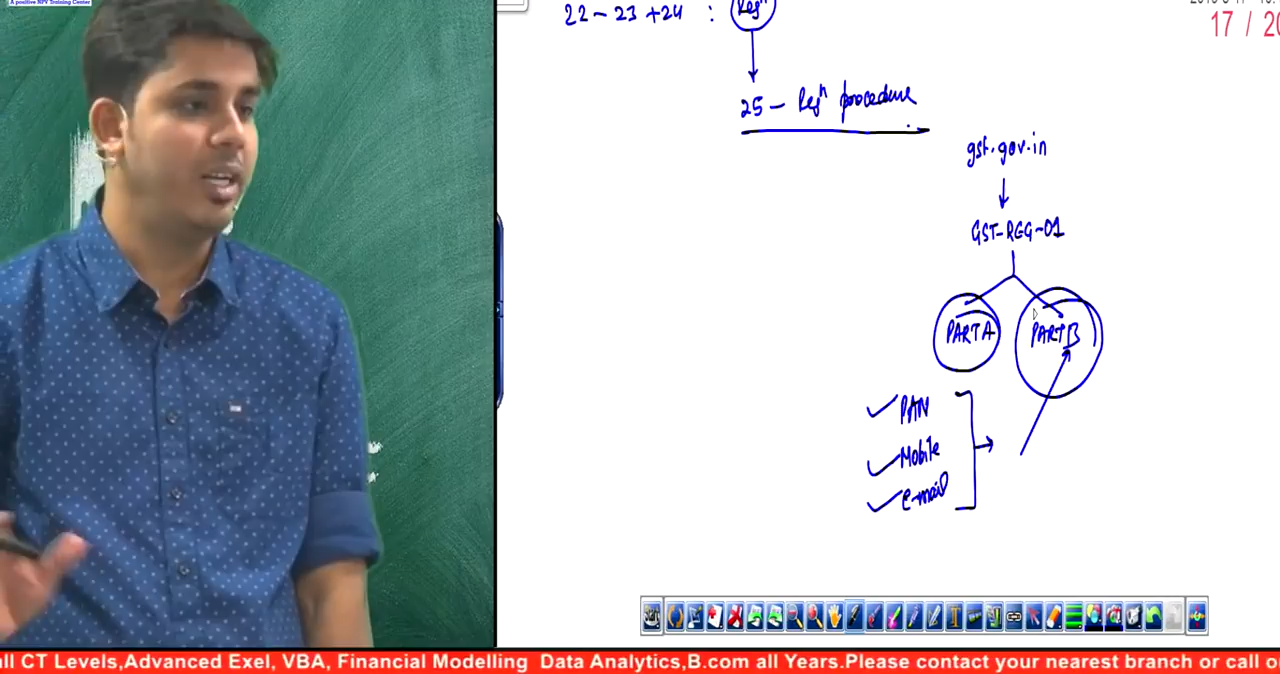 A positive NPV Training Center
22 – 23 + 24 : Regⁿ
17 / 20
25 – Regⁿ procedure
gst.gov.in
GST-REG-01
PART A PART B
PAN
Mobile
e-mail
ll CT Levels,Advanced Exel, VBA, Financial Modelling Data Analytics,B.com all Years.Please contact your nearest branch or call o